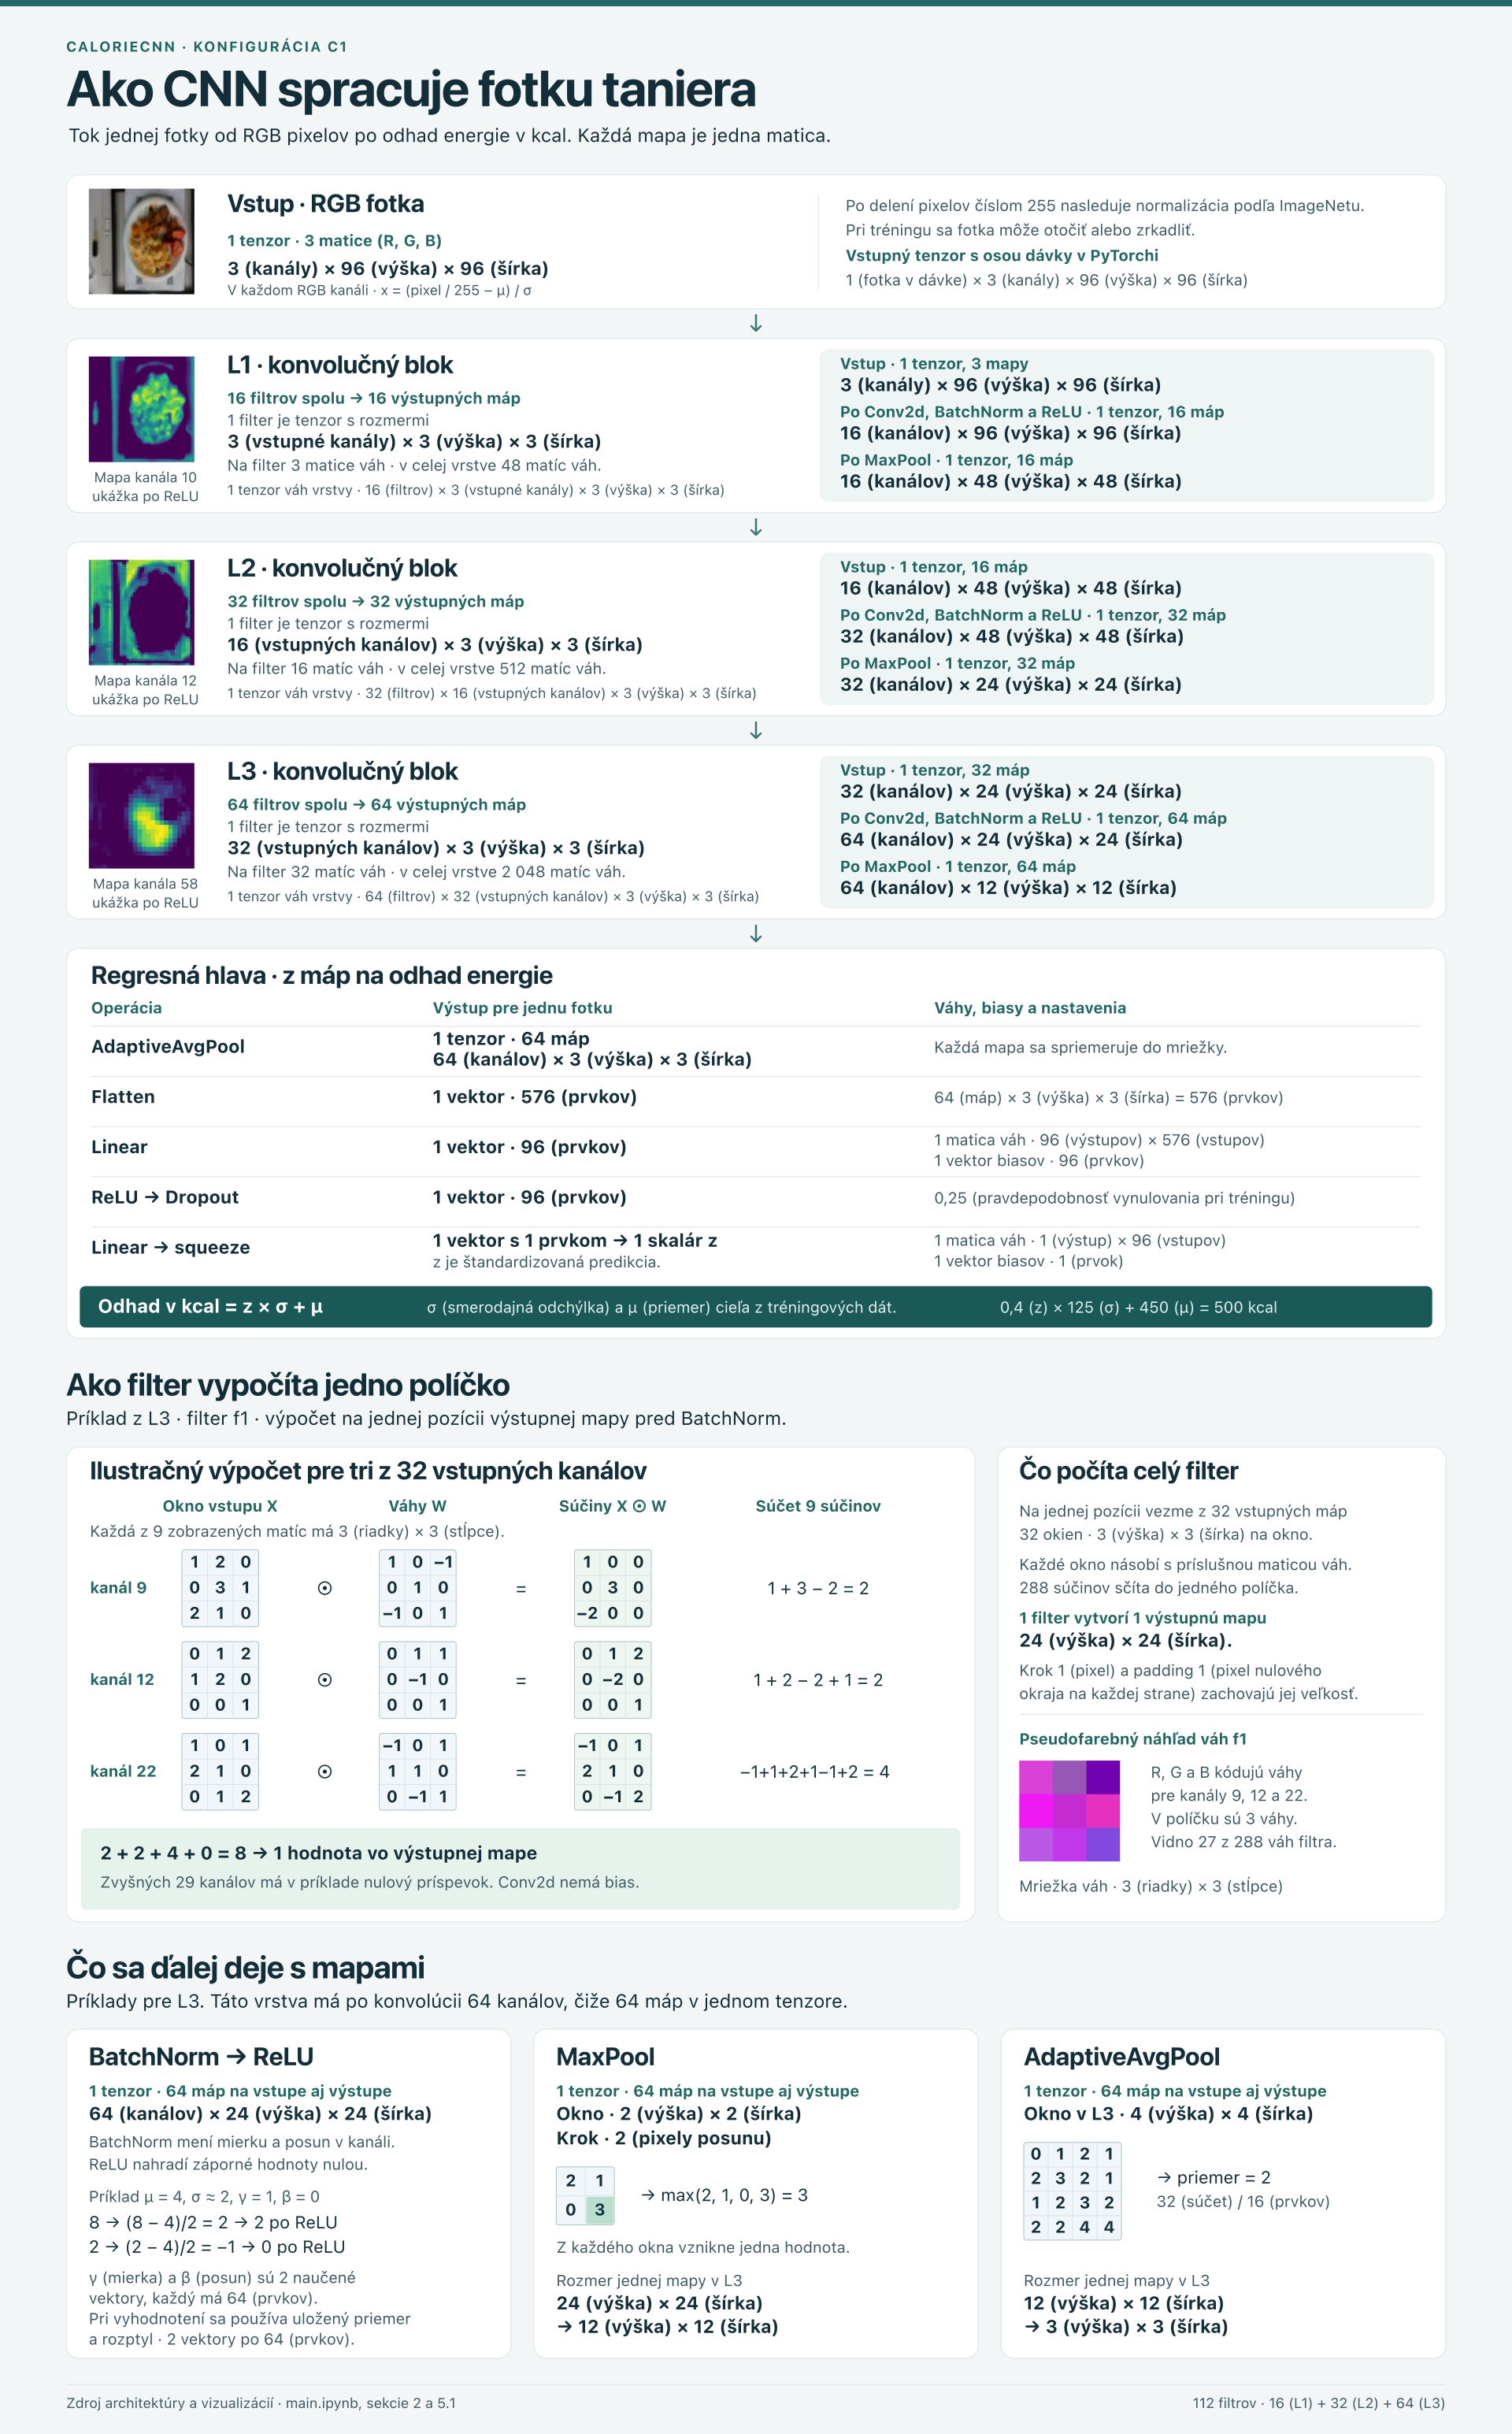 CALORIECNN · KONFIGURÁCIA C1
Ako CNN spracuje fotku taniera
Tok jednej fotky od RGB pixelov po odhad energie v kcal. Každá mapa je jedna matica.
Vstup · RGB fotka
1 tenzor · 3 matice (R, G, B)
3 (kanály) × 96 (výška) × 96 (šírka)
V každom RGB kanáli · x = (pixel / 255 − μ) / σ
Po delení pixelov číslom 255 nasleduje normalizácia podľa ImageNetu.
Pri tréningu sa fotka môže otočiť alebo zrkadliť.
Vstupný tenzor s osou dávky v PyTorchi
1 (fotka v dávke) × 3 (kanály) × 96 (výška) × 96 (šírka)
↓
L1 · konvolučný blok
16 filtrov spolu → 16 výstupných máp
1 filter je tenzor s rozmermi
3 (vstupné kanály) × 3 (výška) × 3 (šírka)
Na filter 3 matice váh · v celej vrstve 48 matíc váh.
1 tenzor váh vrstvy · 16 (filtrov) × 3 (vstupné kanály) × 3 (výška) × 3 (šírka)
Mapa kanála 10
ukážka po ReLU
Vstup · 1 tenzor, 3 mapy
3 (kanály) × 96 (výška) × 96 (šírka)
Po Conv2d, BatchNorm a ReLU · 1 tenzor, 16 máp
16 (kanálov) × 96 (výška) × 96 (šírka)
Po MaxPool · 1 tenzor, 16 máp
16 (kanálov) × 48 (výška) × 48 (šírka)
↓
L2 · konvolučný blok
32 filtrov spolu → 32 výstupných máp
1 filter je tenzor s rozmermi
16 (vstupných kanálov) × 3 (výška) × 3 (šírka)
Na filter 16 matíc váh · v celej vrstve 512 matíc váh.
1 tenzor váh vrstvy · 32 (filtrov) × 16 (vstupných kanálov) × 3 (výška) × 3 (šírka)
Mapa kanála 12
ukážka po ReLU
Vstup · 1 tenzor, 16 máp
16 (kanálov) × 48 (výška) × 48 (šírka)
Po Conv2d, BatchNorm a ReLU · 1 tenzor, 32 máp
32 (kanálov) × 48 (výška) × 48 (šírka)
Po MaxPool · 1 tenzor, 32 máp
32 (kanálov) × 24 (výška) × 24 (šírka)
↓
L3 · konvolučný blok
64 filtrov spolu → 64 výstupných máp
1 filter je tenzor s rozmermi
32 (vstupných kanálov) × 3 (výška) × 3 (šírka)
Na filter 32 matíc váh · v celej vrstve 2 048 matíc váh.
1 tenzor váh vrstvy · 64 (filtrov) × 32 (vstupných kanálov) × 3 (výška) × 3 (šírka)
Mapa kanála 58
ukážka po ReLU
Vstup · 1 tenzor, 32 máp
32 (kanálov) × 24 (výška) × 24 (šírka)
Po Conv2d, BatchNorm a ReLU · 1 tenzor, 64 máp
64 (kanálov) × 24 (výška) × 24 (šírka)
Po MaxPool · 1 tenzor, 64 máp
64 (kanálov) × 12 (výška) × 12 (šírka)
↓
Regresná hlava · z máp na odhad energie
Operácia Výstup pre jednu fotku Váhy, biasy a nastavenia
AdaptiveAvgPool
1 tenzor · 64 máp
64 (kanálov) × 3 (výška) × 3 (šírka)
Každá mapa sa spriemeruje do mriežky.
Flatten 1 vektor · 576 (prvkov) 64 (máp) × 3 (výška) × 3 (šírka) = 576 (prvkov)
Linear 1 vektor · 96 (prvkov)
1 matica váh · 96 (výstupov) × 576 (vstupov)
1 vektor biasov · 96 (prvkov)
ReLU → Dropout 1 vektor · 96 (prvkov) 0,25 (pravdepodobnosť vynulovania pri tréningu)
Linear → squeeze
1 vektor s 1 prvkom → 1 skalár z
z je štandardizovaná predikcia.
1 matica váh · 1 (výstup) × 96 (vstupov)
1 vektor biasov · 1 (prvok)
Odhad v kcal = z × σ + μ σ (smerodajná odchýlka) a μ (priemer) cieľa z tréningových dát. 0,4 (z) × 125 (σ) + 450 (μ) = 500 kcal
Ako filter vypočíta jedno políčko
Príklad z L3 · filter f1 · výpočet na jednej pozícii výstupnej mapy pred BatchNorm.
Ilustračný výpočet pre tri z 32 vstupných kanálov
Okno vstupu X Váhy W Súčiny X ⊙ W Súčet 9 súčinov
Každá z 9 zobrazených matíc má 3 (riadky) × 3 (stĺpce).
1 2 0 1 0 −1 1 0 0
kanál 9 0 3 1 ⊙ 0 1 0 = 0 3 0 1 + 3 − 2 = 2
2 1 0 −1 0 1 −2 0 0
0 1 2 0 1 1 0 1 2
kanál 12 1 2 0 ⊙ 0 −1 0 = 0 −2 0 1 + 2 − 2 + 1 = 2
0 0 1 0 0 1 0 0 1
1 0 1 −1 0 1 −1 0 1
kanál 22 2 1 0 ⊙ 1 1 0 = 2 1 0 −1+1+2+1−1+2 = 4
0 1 2 0 −1 1 0 −1 2
2 + 2 + 4 + 0 = 8 → 1 hodnota vo výstupnej mape
Zvyšných 29 kanálov má v príklade nulový príspevok. Conv2d nemá bias.
Čo počíta celý filter
Na jednej pozícii vezme z 32 vstupných máp
32 okien · 3 (výška) × 3 (šírka) na okno.
Každé okno násobí s príslušnou maticou váh.
288 súčinov sčíta do jedného políčka.
1 filter vytvorí 1 výstupnú mapu
24 (výška) × 24 (šírka).
Krok 1 (pixel) a padding 1 (pixel nulového
okraja na každej strane) zachovajú jej veľkosť.
Pseudofarebný náhľad váh f1
R, G a B kódujú váhy
pre kanály 9, 12 a 22.
V políčku sú 3 váhy.
Vidno 27 z 288 váh filtra.
Mriežka váh · 3 (riadky) × 3 (stĺpce)
Čo sa ďalej deje s mapami
Príklady pre L3. Táto vrstva má po konvolúcii 64 kanálov, čiže 64 máp v jednom tenzore.
BatchNorm → ReLU
1 tenzor · 64 máp na vstupe aj výstupe
64 (kanálov) × 24 (výška) × 24 (šírka)
BatchNorm mení mierku a posun v kanáli.
ReLU nahradí záporné hodnoty nulou.
Príklad μ = 4, σ ≈ 2, γ = 1, β = 0
8 → (8 − 4)/2 = 2 → 2 po ReLU
2 → (2 − 4)/2 = −1 → 0 po ReLU
γ (mierka) a β (posun) sú 2 naučené
vektory, každý má 64 (prvkov).
Pri vyhodnotení sa používa uložený priemer
a rozptyl · 2 vektory po 64 (prvkov).
MaxPool
1 tenzor · 64 máp na vstupe aj výstupe
Okno · 2 (výška) × 2 (šírka)
Krok · 2 (pixely posunu)
2 1
0 3
→ max(2, 1, 0, 3) = 3
Z každého okna vznikne jedna hodnota.
Rozmer jednej mapy v L3
24 (výška) × 24 (šírka)
→ 12 (výška) × 12 (šírka)
AdaptiveAvgPool
1 tenzor · 64 máp na vstupe aj výstupe
Okno v L3 · 4 (výška) × 4 (šírka)
0 1 2 1
2 3 2 1
1 2 3 2
2 2 4 4
→ priemer = 2
32 (súčet) / 16 (prvkov)
Rozmer jednej mapy v L3
12 (výška) × 12 (šírka)
→ 3 (výška) × 3 (šírka)
Zdroj architektúry a vizualizácií · main.ipynb, sekcie 2 a 5.1
112 filtrov · 16 (L1) + 32 (L2) + 64 (L3)